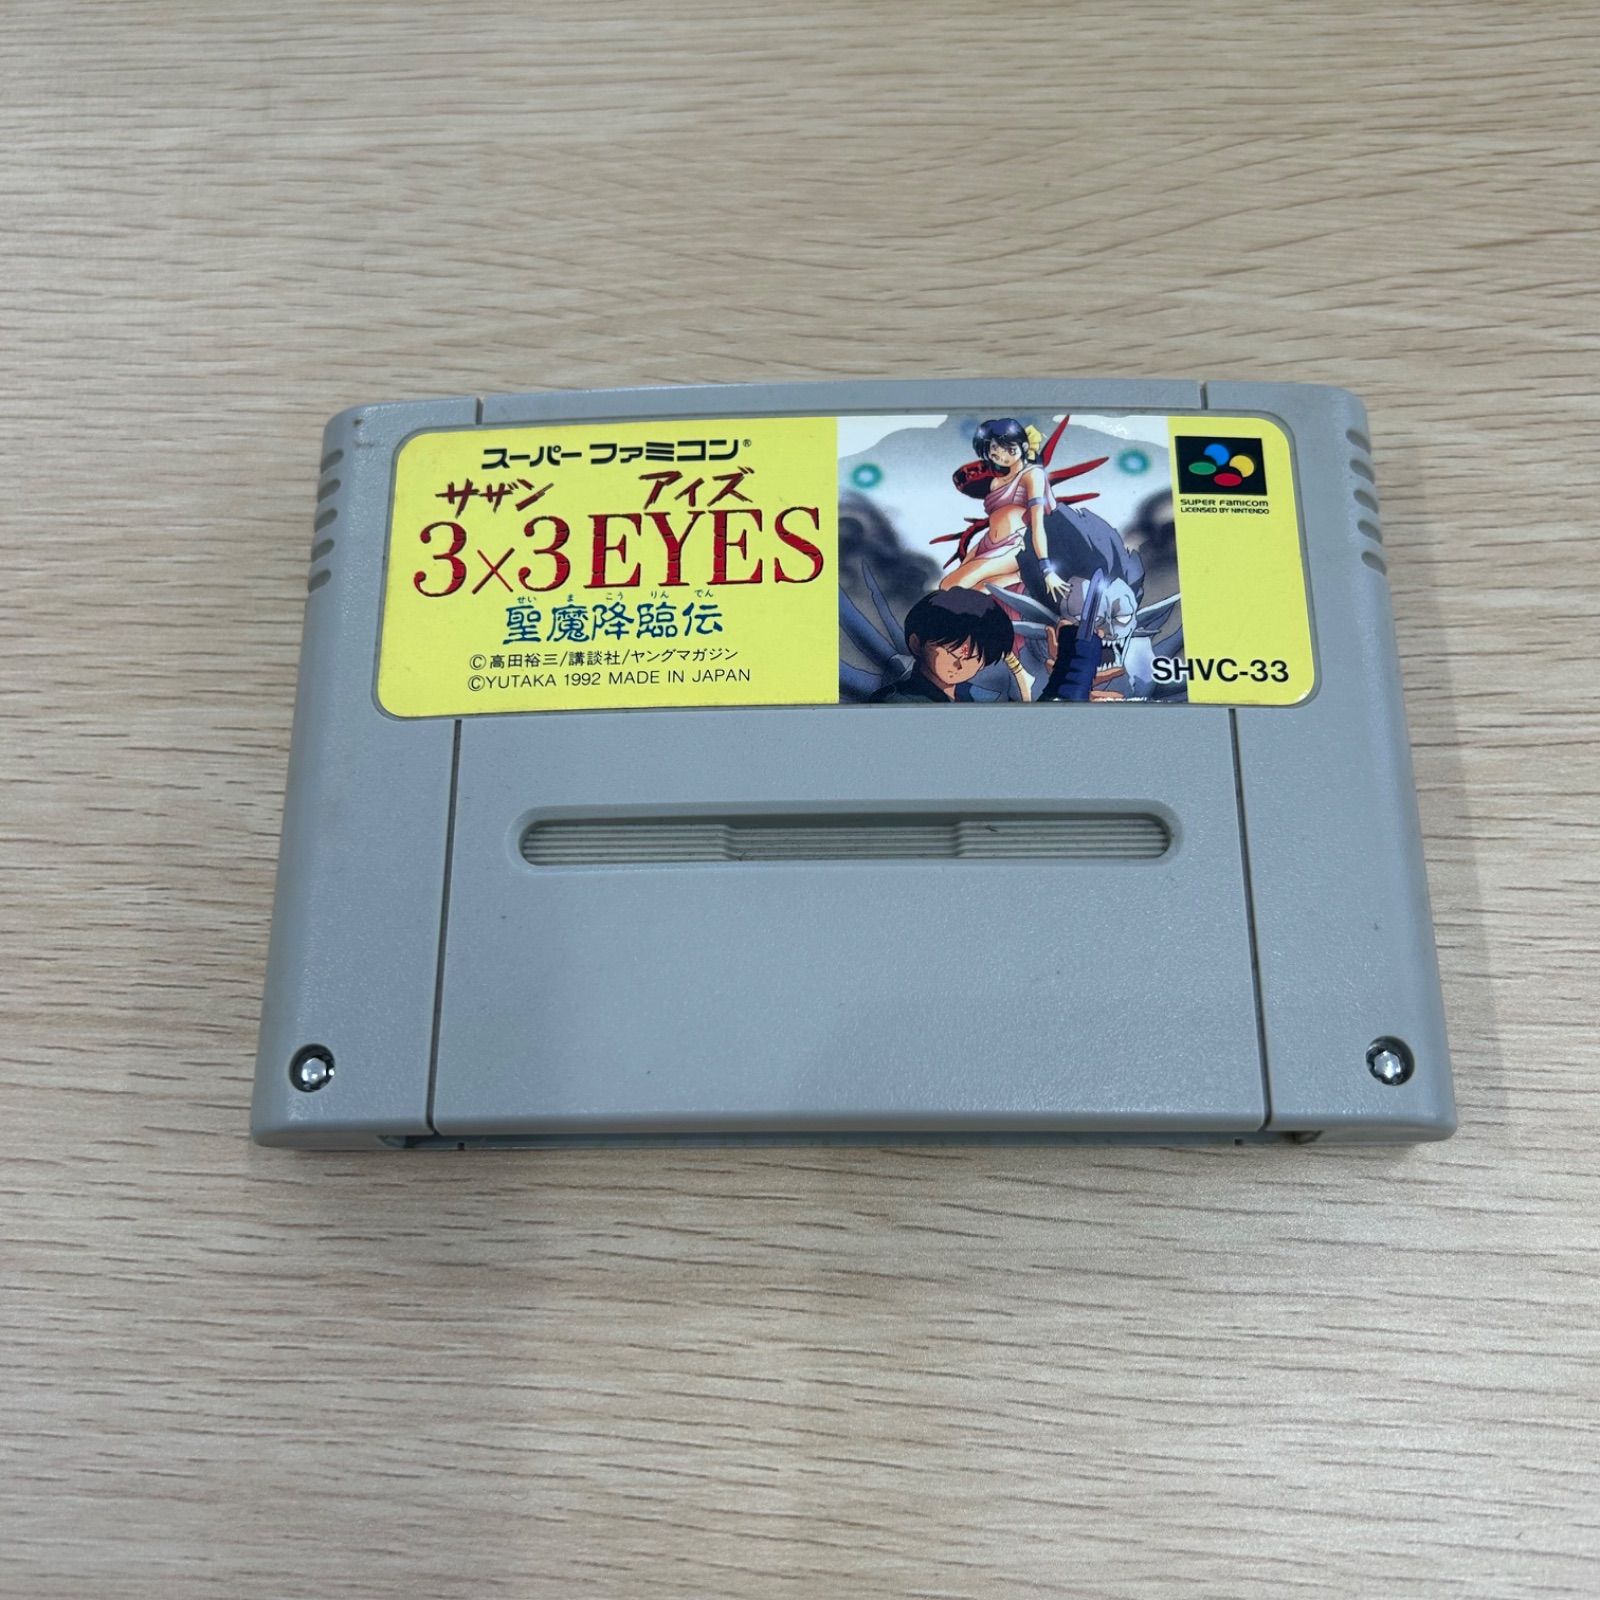 スーパーファミコン®
サザン アイズ
3×3EYES
せいまこうりんでん
聖魔降臨伝
©高田裕三/講談社/ヤングマガジン
©YUTAKA 1992 MADE IN JAPAN
SUPER FAMICOM
LICENSED BY NINTENDO
SHVC-33